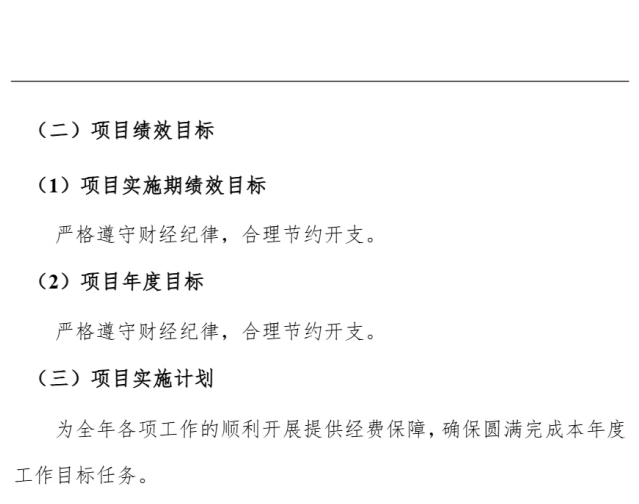 （二）项目绩效目标
（1）项目实施期绩效目标
严格遵守财经纪律，合理节约开支。
（2）项目年度目标
严格遵守财经纪律，合理节约开支。
（三）项目实施计划
为全年各项工作的顺利开展提供经费保障，确保圆满完成本年度
工作目标任务。